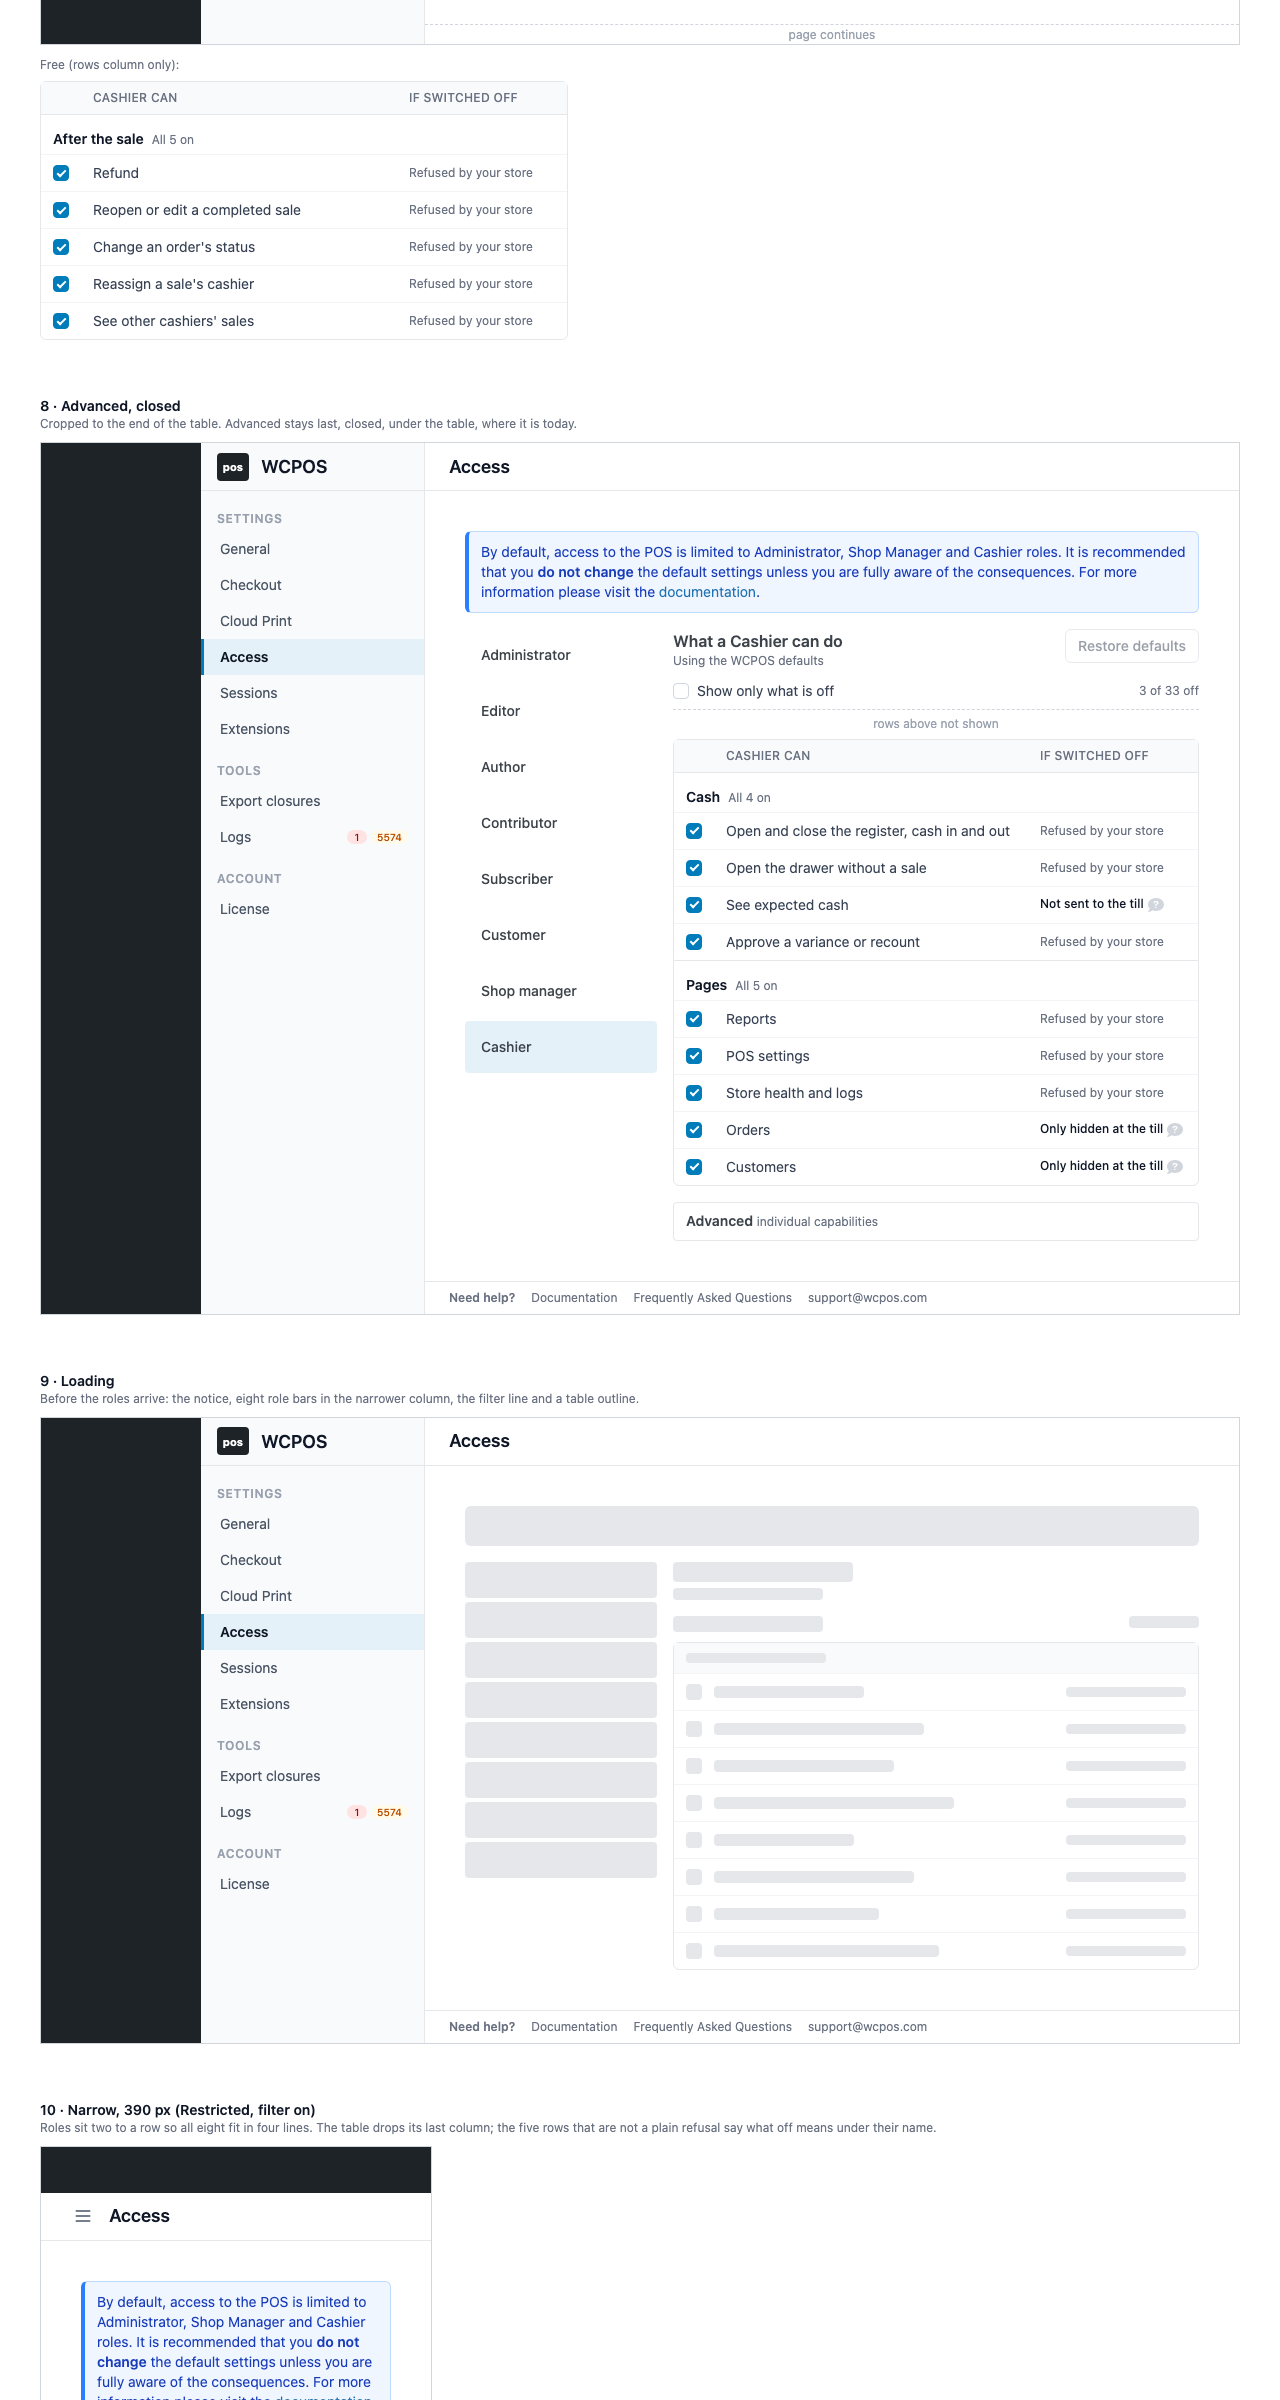 page continues
Free (rows column only):
CASHIER CAN IF SWITCHED OFF
After the sale All 5 on
Refund Refused by your store
Reopen or edit a completed sale Refused by your store
Change an order's status Refused by your store
Reassign a sale's cashier Refused by your store
See other cashiers' sales Refused by your store
8 · Advanced, closed
Cropped to the end of the table. Advanced stays last, closed, under the table, where it is today.
pos WCPOS
SETTINGS
General
Checkout
Cloud Print
Access
Sessions
Extensions
TOOLS
Export closures
Logs 1 5574
ACCOUNT
License
Access
By default, access to the POS is limited to Administrator, Shop Manager and Cashier roles. It is recommended
that you do not change the default settings unless you are fully aware of the consequences. For more
information please visit the documentation.
Administrator
Editor
Author
Contributor
Subscriber
Customer
Shop manager
Cashier
What a Cashier can do
Using the WCPOS defaults
Restore defaults
Show only what is off 3 of 33 off
rows above not shown
CASHIER CAN IF SWITCHED OFF
Cash All 4 on
Open and close the register, cash in and out Refused by your store
Open the drawer without a sale Refused by your store
See expected cash Not sent to the till ?
Approve a variance or recount Refused by your store
Pages All 5 on
Reports Refused by your store
POS settings Refused by your store
Store health and logs Refused by your store
Orders Only hidden at the till ?
Customers Only hidden at the till ?
Advanced individual capabilities
Need help? Documentation Frequently Asked Questions support@wcpos.com
9 · Loading
Before the roles arrive: the notice, eight role bars in the narrower column, the filter line and a table outline.
pos WCPOS
SETTINGS
General
Checkout
Cloud Print
Access
Sessions
Extensions
TOOLS
Export closures
Logs 1 5574
ACCOUNT
License
Access
Need help? Documentation Frequently Asked Questions support@wcpos.com
10 · Narrow, 390 px (Restricted, filter on)
Roles sit two to a row so all eight fit in four lines. The table drops its last column; the five rows that are not a plain refusal say what off means under their name.
Access
By default, access to the POS is limited to
Administrator, Shop Manager and Cashier
roles. It is recommended that you do not
change the default settings unless you are
fully aware of the consequences. For more
information please visit the documentation